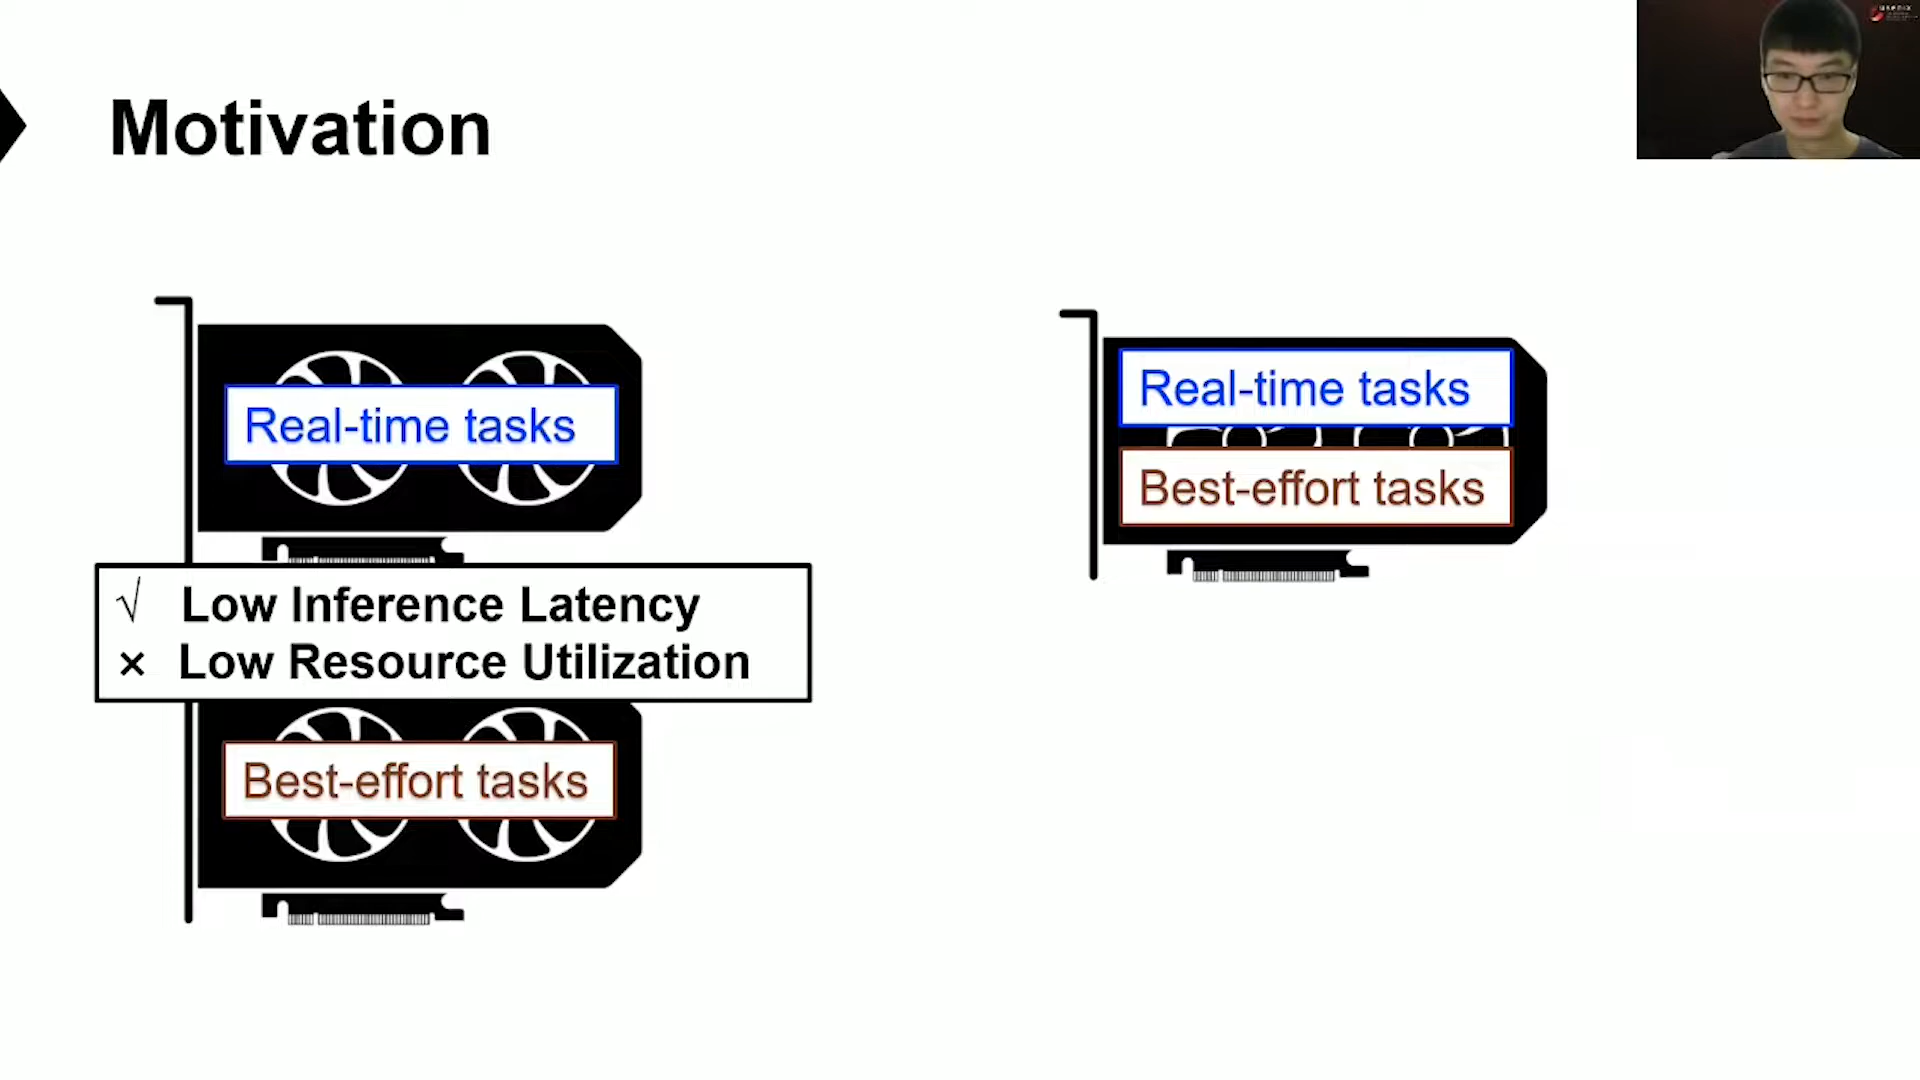 Motivation
Real-time tasks
√ Low Inference Latency
× Low Resource Utilization
Best-effort tasks
Real-time tasks
Best-effort tasks
usenix